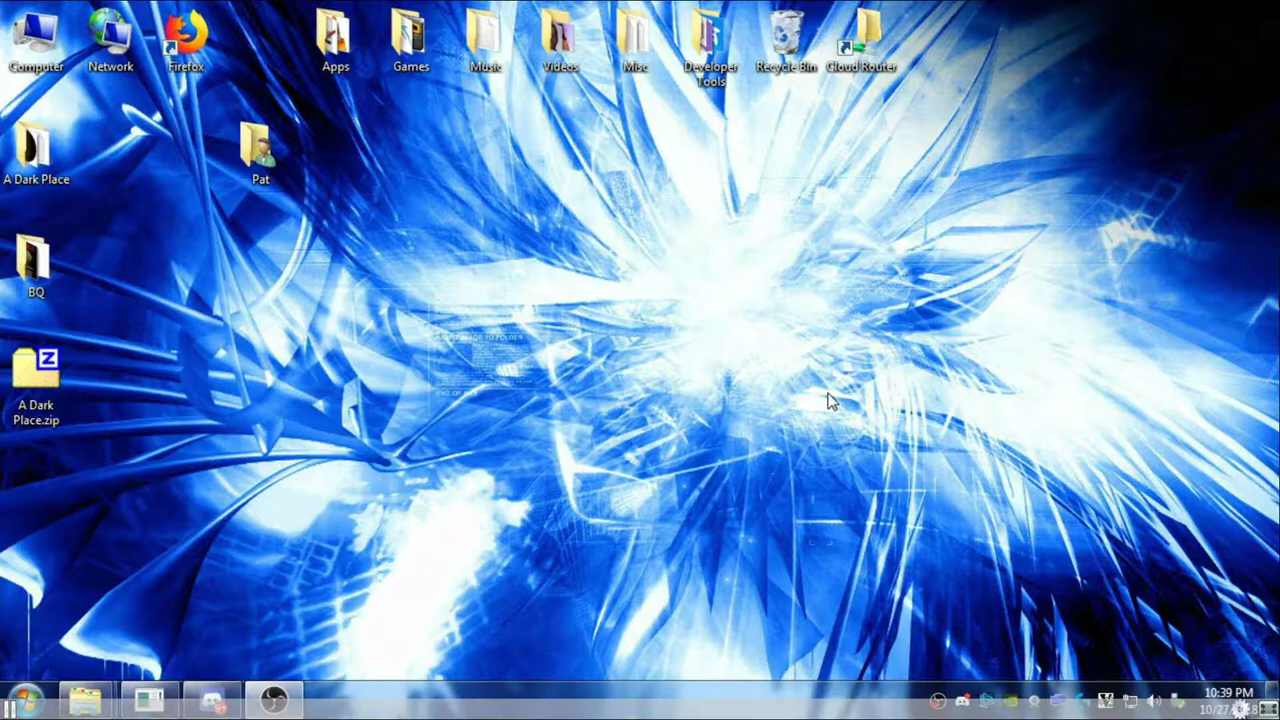 Computer
Network
Firefox
Apps
Games
Music
Videos
Misc
Developer
Tools
Recycle Bin
Cloud Router
A Dark Place
Pat
BQ
Z
A Dark
Place.zip
10:39 PM